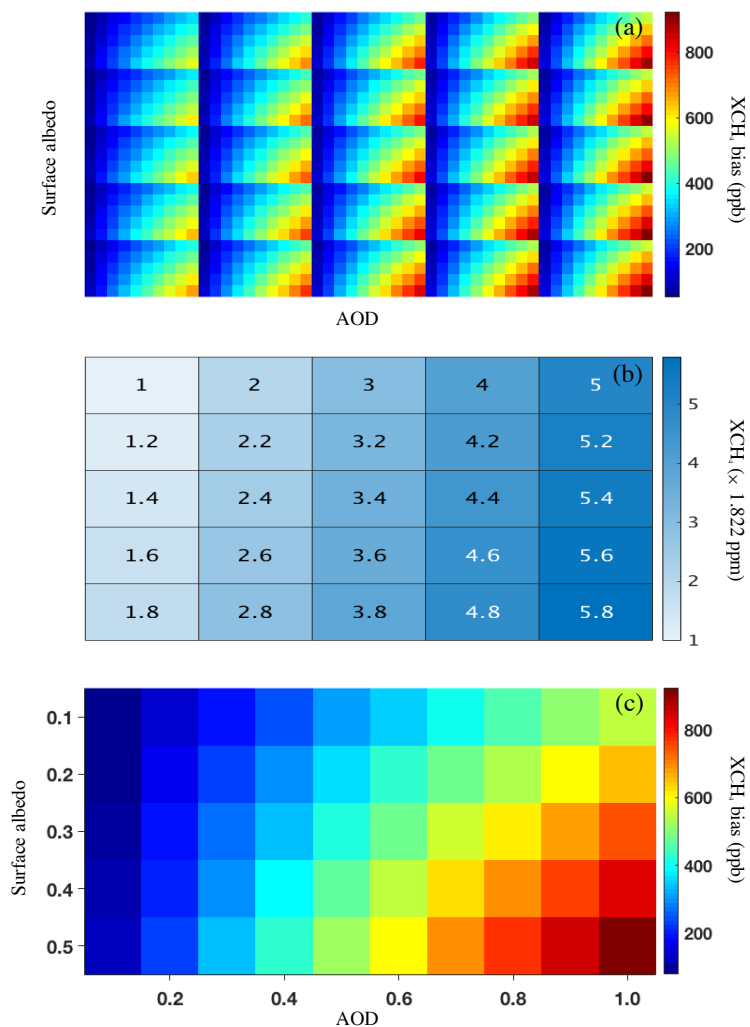 (a)
Surface albedo
AOD
800
600
400
200
XCH, bias (ppb)
(b)
1 2 3 4 5
1.2 2.2 3.2 4.2 5.2
1.4 2.4 3.4 4.4 5.4
1.6 2.6 3.6 4.6 5.6
1.8 2.8 3.8 4.8 5.8
5
4
3
2
1
XCH, (× 1.822 ppm)
(c)
Surface albedo
0.1
0.2
0.3
0.4
0.5
0.2 0.4 0.6 0.8 1.0
AOD
800
600
400
200
XCH, bias (ppb)